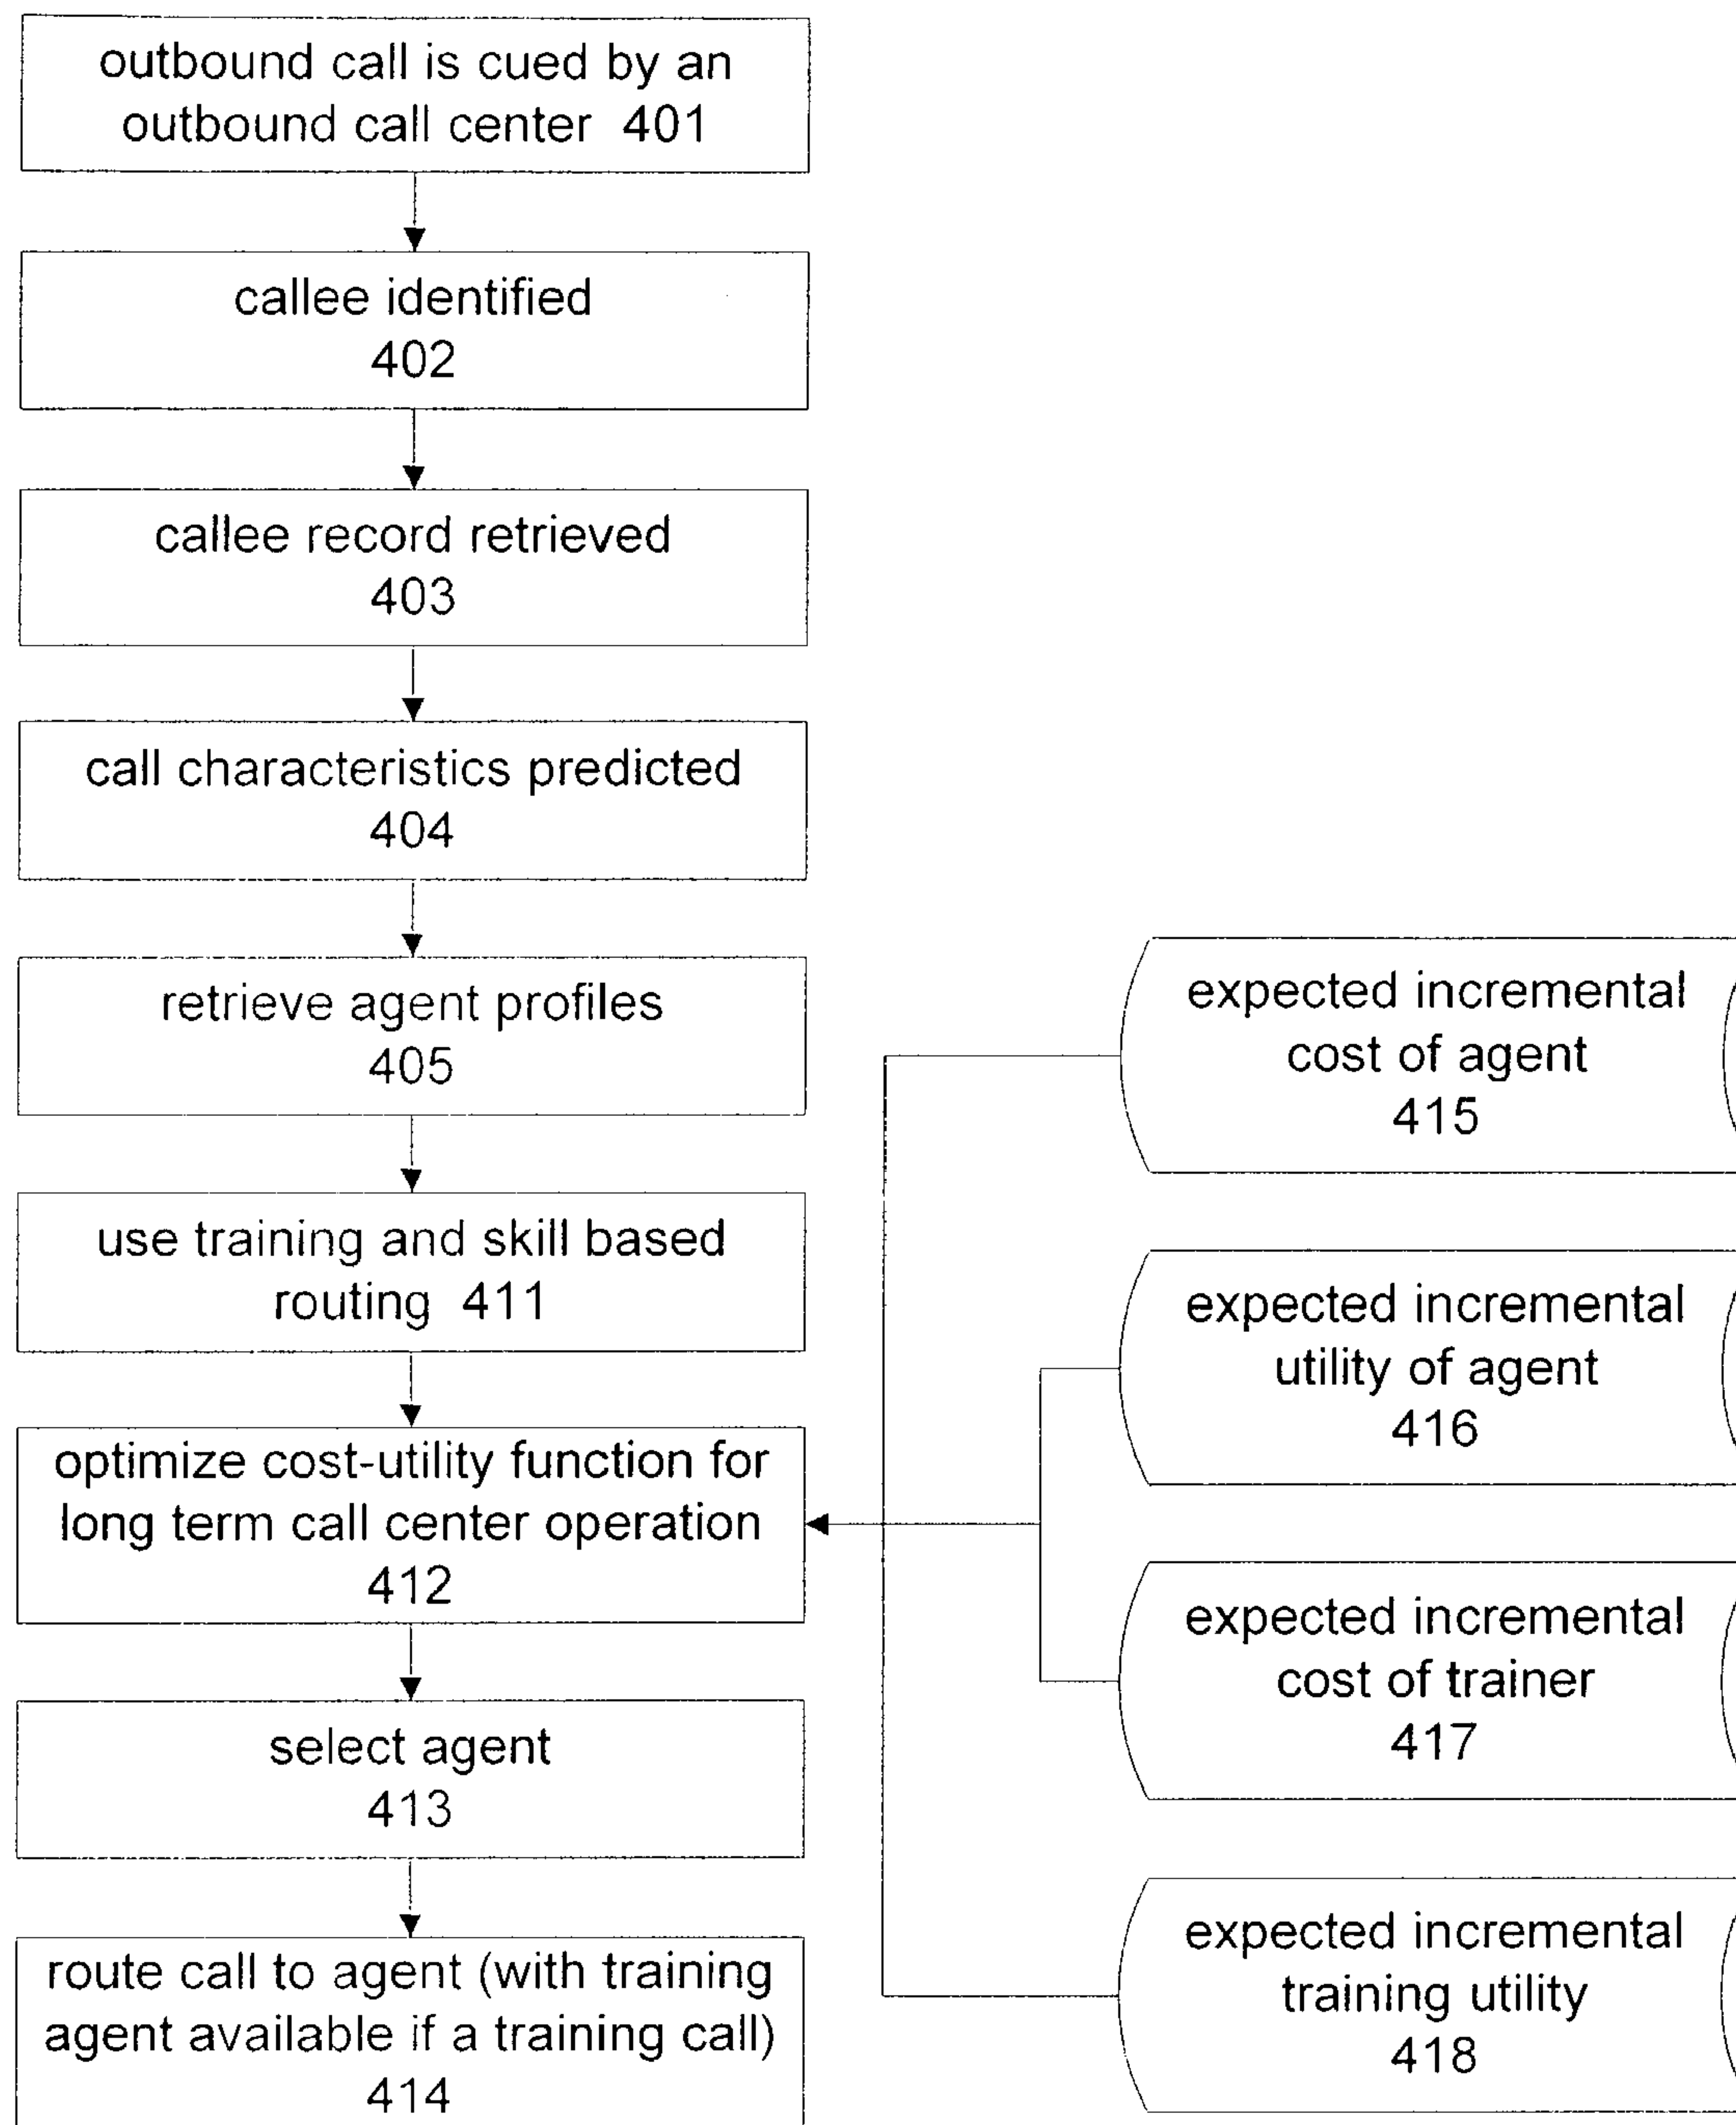 outbound call is cued by an
outbound call center 401
callee identified
402
callee record retrieved
403
call characteristics predicted
404
retrieve agent profiles
405
use training and skill based
routing 411
optimize cost-utility function for
long term call center operation
412
select agent
413
route call to agent (with training
agent available if a training call)
414
expected incremental
cost of agent
415
expected incremental
utility of agent
416
expected incremental
cost of trainer
417
expected incremental
training utility
418